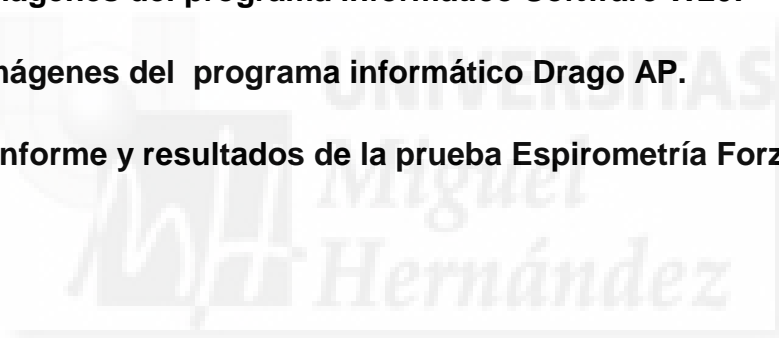 mágenes del programa informático Drago AP.
nforme y resultados de la prueba Espirometría Forz
UNIVERSITAS
Miguel
Hernández